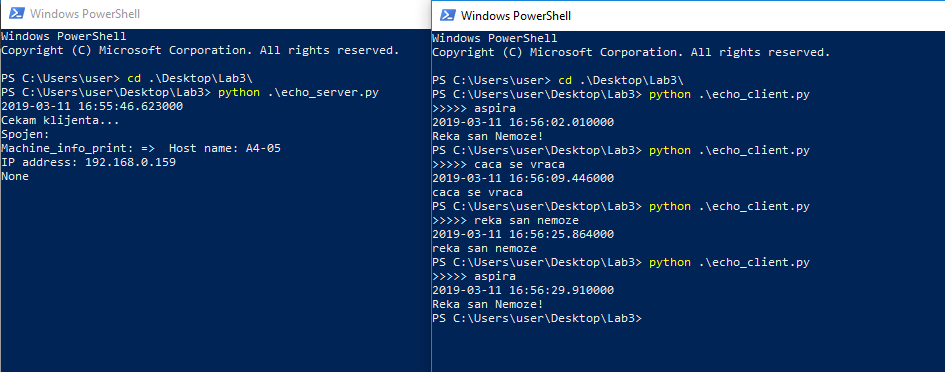 Windows PowerShell
Windows PowerShell
Copyright (C) Microsoft Corporation. All rights reserved.
PS C:\Users\user> cd .\Desktop\Lab3\
PS C:\Users\user\Desktop\Lab3> python .\echo_server.py
2019-03-11 16:55:46.623000
Cekam klijenta...
Spojen:
Machine_info_print: =>  Host name: A4-05
IP address: 192.168.0.159
None
Windows PowerShell
Windows PowerShell
Copyright (C) Microsoft Corporation. All rights reserved.
PS C:\Users\user> cd .\Desktop\Lab3\
PS C:\Users\user\Desktop\Lab3> python .\echo_client.py
>>>>> aspira
2019-03-11 16:56:02.010000
Reka san Nemoze!
PS C:\Users\user\Desktop\Lab3> python .\echo_client.py
>>>>> caca se vraca
2019-03-11 16:56:09.446000
caca se vraca
PS C:\Users\user\Desktop\Lab3> python .\echo_client.py
>>>>> reka san nemoze
2019-03-11 16:56:25.864000
reka san nemoze
PS C:\Users\user\Desktop\Lab3> python .\echo_client.py
>>>>> aspira
2019-03-11 16:56:29.910000
Reka san Nemoze!
PS C:\Users\user\Desktop\Lab3>